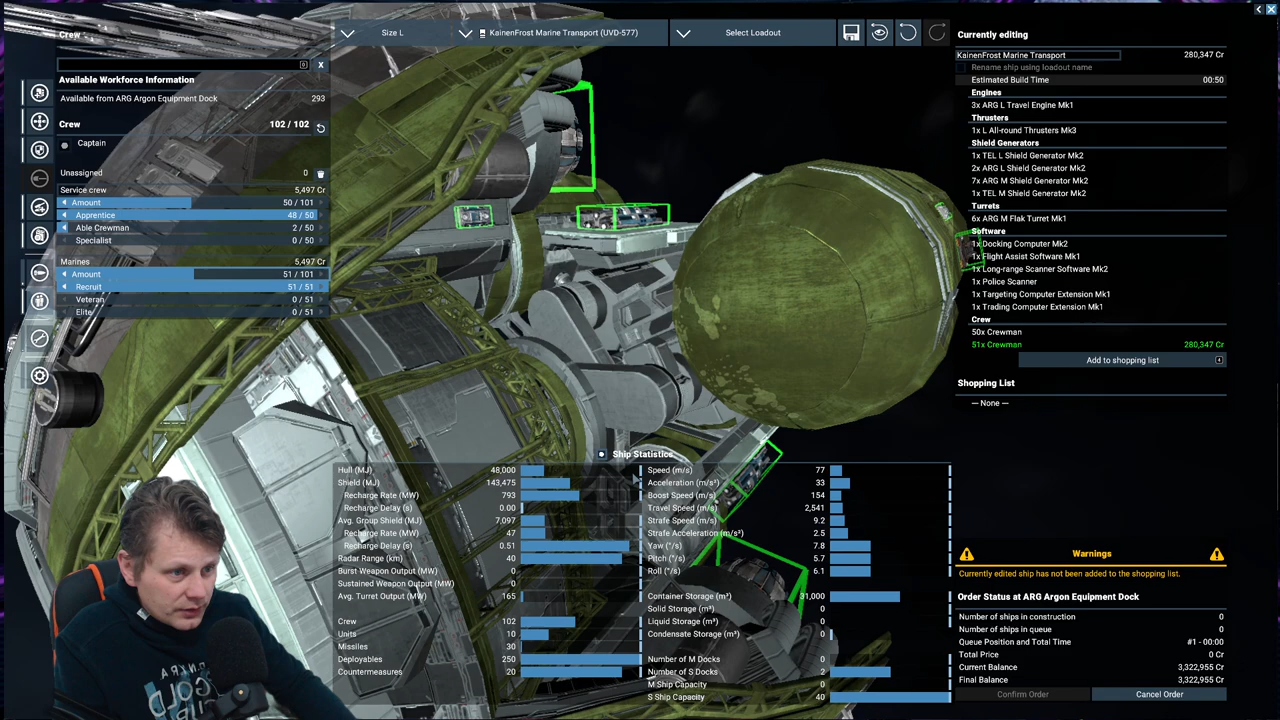 Crew
Size L
KainenFrost Marine Transport (UVD-577)
Select Loadout
Available Workforce Information
Available from ARG Argon Equipment Dock 293
Crew 102 / 102
Captain
Unassigned 0
Service crew 5,497 Cr
Amount 50 / 101
Apprentice 48 / 50
Able Crewman 2 / 50
Specialist 0 / 50
Marines 5,497 Cr
Amount 51 / 101
Recruit 51 / 51
Veteran 0 / 51
Elite 0 / 51
Currently editing
KainenFrost Marine Transport 280,347 Cr
Rename ship using loadout name
Estimated Build Time 00:50
Engines
3x ARG L Travel Engine Mk1
Thrusters
1x L All-round Thrusters Mk3
Shield Generators
1x TEL L Shield Generator Mk2
2x ARG L Shield Generator Mk2
7x ARG M Shield Generator Mk2
1x TEL M Shield Generator Mk2
Turrets
6x ARG M Flak Turret Mk1
Software
1x Docking Computer Mk2
1x Flight Assist Software Mk1
1x Long-range Scanner Software Mk2
1x Police Scanner
1x Targeting Computer Extension Mk1
1x Trading Computer Extension Mk1
Crew
50x Crewman
51x Crewman 280,347 Cr
Add to shopping list
Shopping List
— None —
Ship Statistics
Hull (MJ) 48,000
Shield (MJ) 143,475
Recharge Rate (MW) 793
Recharge Delay (s) 0.00
Avg. Group Shield (MJ) 7,097
Recharge Rate (MW) 47
Recharge Delay (s) 0.51
Radar Range (km) 40
Burst Weapon Output (MW) 0
Sustained Weapon Output (MW) 0
Avg. Turret Output (MW) 165
Crew 102
Units 10
Missiles 30
Deployables 250
Countermeasures 20
Speed (m/s) 77
Acceleration (m/s²) 33
Boost Speed (m/s) 154
Travel Speed (m/s) 2,541
Strafe Speed (m/s) 9.2
Strafe Acceleration (m/s²) 2.5
Yaw (°/s) 7.8
Pitch (°/s) 5.7
Roll (°/s) 6.1
Container Storage (m³) 31,000
Solid Storage (m³) 0
Liquid Storage (m³) 0
Condensate Storage (m³) 0
Number of M Docks 0
Number of S Docks 2
M Ship Capacity 0
S Ship Capacity 40
Warnings
Currently edited ship has not been added to the shopping list.
Order Status at ARG Argon Equipment Dock
Number of ships in construction 0
Number of ships in queue 0
Queue Position and Total Time #1 - 00:00
Total Price 0 Cr
Current Balance 3,322,955 Cr
Final Balance 3,322,955 Cr
Confirm Order
Cancel Order